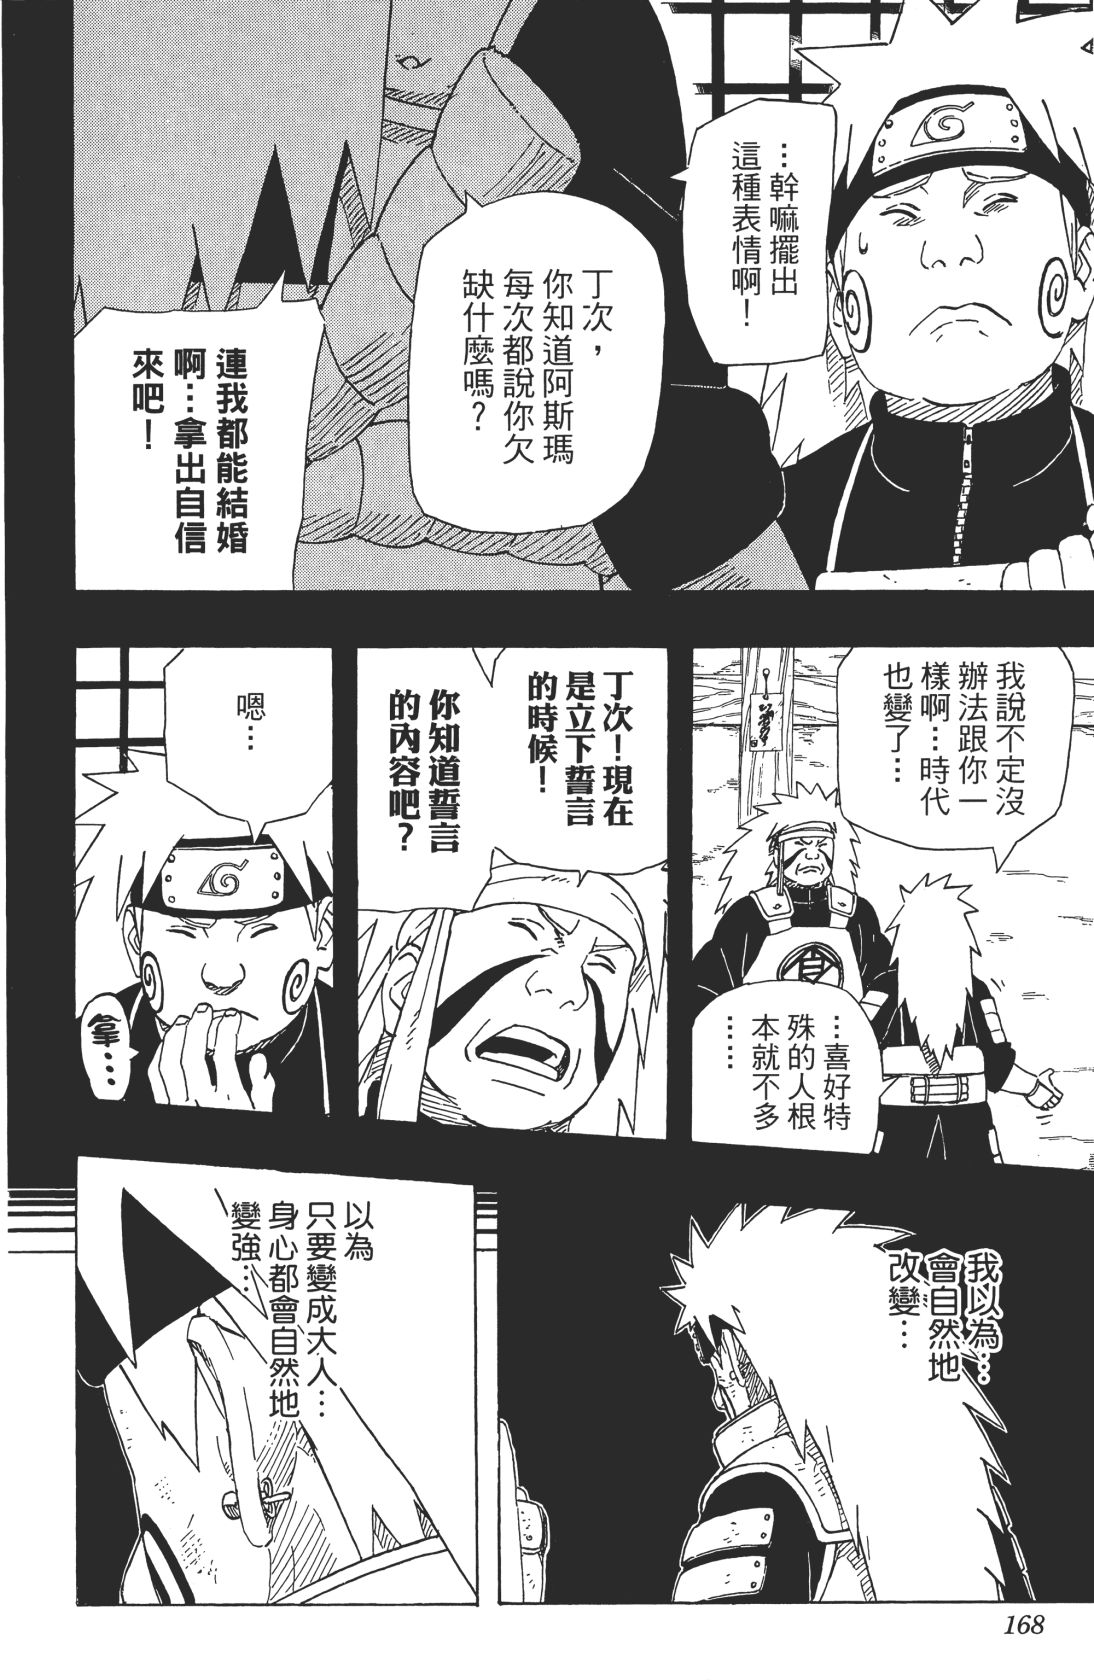 …幹嘛擺出
這種表情啊！
丁次，
你知道阿斯瑪
每次都說你欠
缺什麼嗎？
連我都能結婚
啊…拿出自信
來吧！
我說不定沒
辦法跟你一
樣啊…時代
也變了…
…喜好特
殊的人根
本就不多
……
食
丁次！現在
是立下誓言
的時候！
你知道誓言
的內容吧？
嗯…
拿…
我以為…
會自然地
改變…
以為
只要變成大人…
身心都會自然地
變強…
168